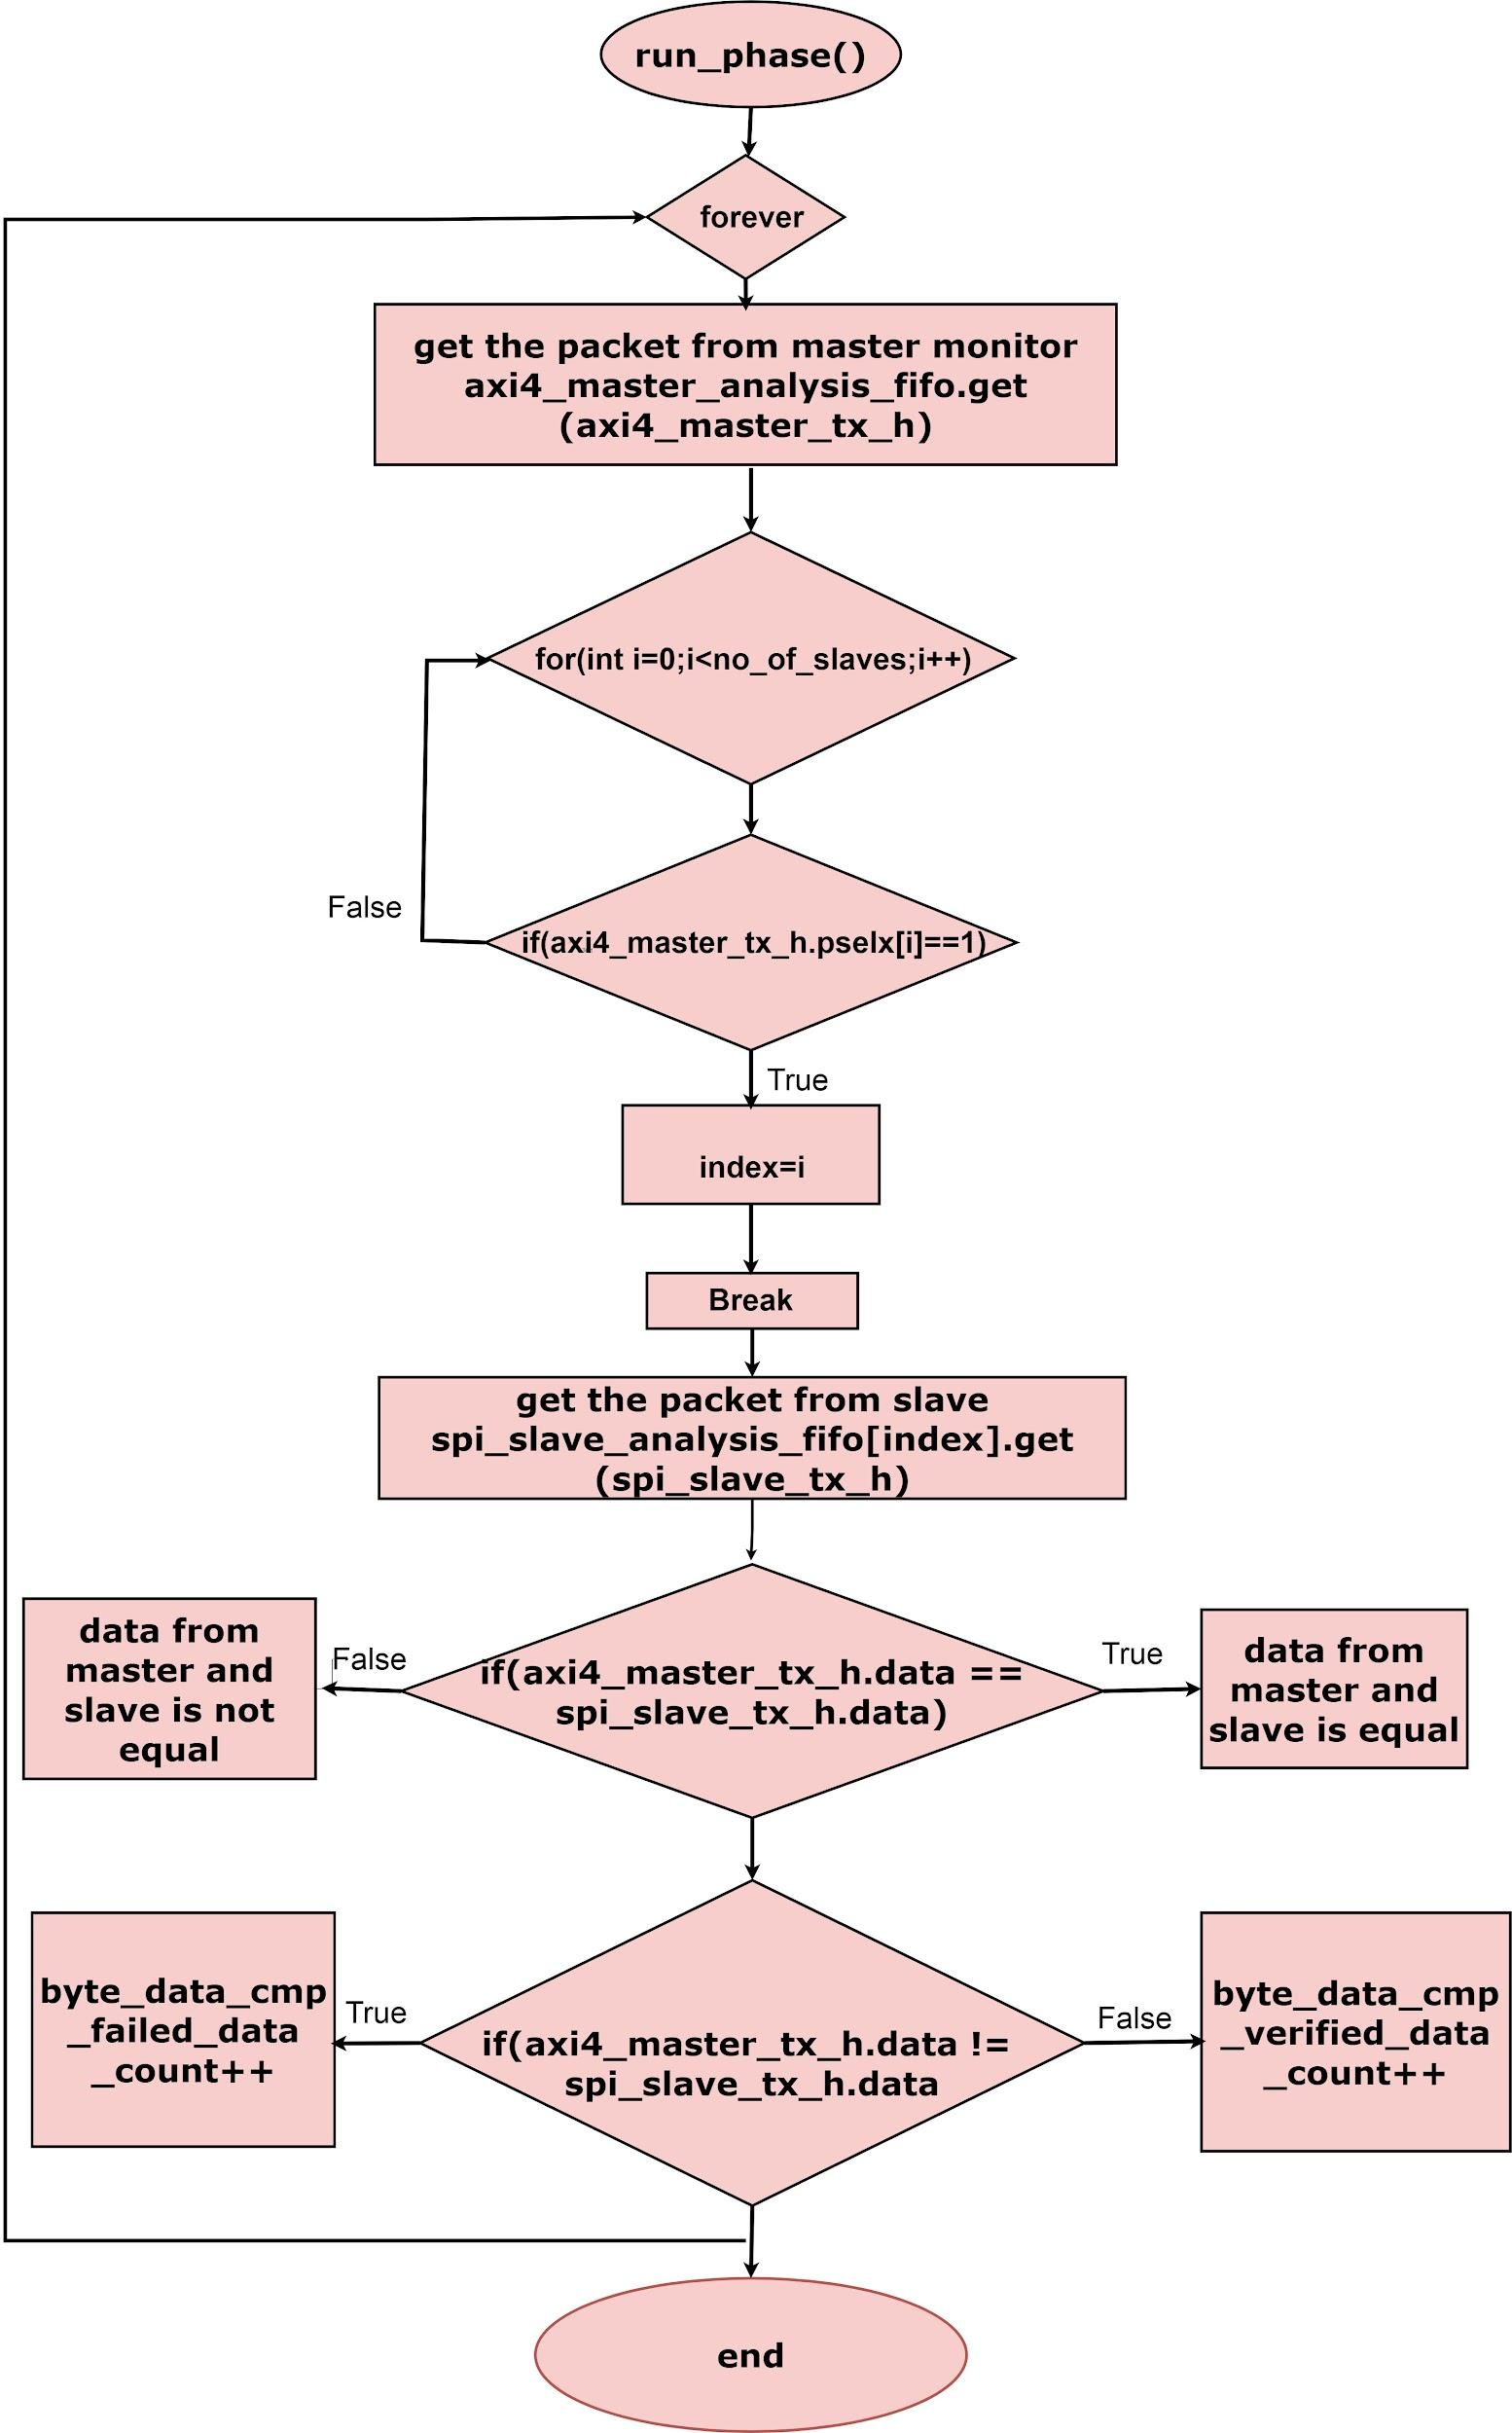 run_phase()
forever
get the packet from master monitor
axi4_master_analysis_fifo.get
(axi4_master_tx_h)
for(int i=0;i<no_of_slaves;i++)
False
if(axi4_master_tx_h.pselx[i]==1)
True
index=i
Break
get the packet from slave
spi_slave_analysis_fifo[index].get
(spi_slave_tx_h)
data from
master and
slave is not
equal
False
if(axi4_master_tx_h.data ==
spi_slave_tx_h.data)
True
data from
master and
slave is equal
byte_data_cmp
_failed_data
_count++
True
if(axi4_master_tx_h.data !=
spi_slave_tx_h.data
False
byte_data_cmp
_verified_data
_count++
end